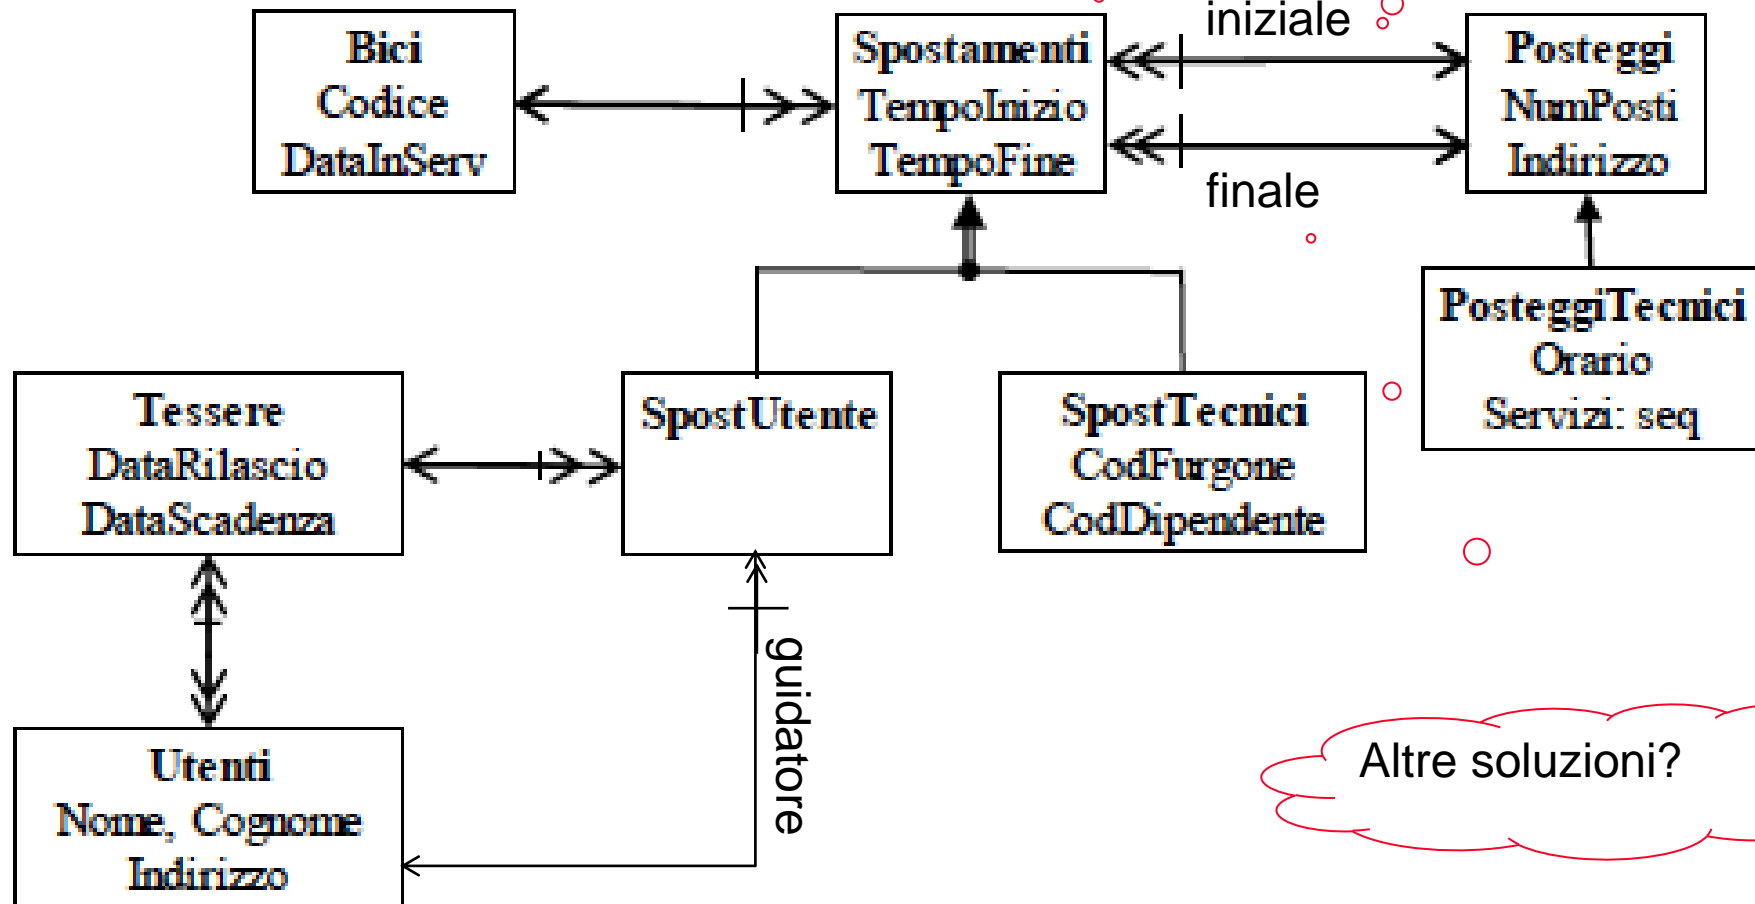 iniziale
Bici
Codice
DataInServ
Spostamenti
TempoInizio
TempoFine
Posteggi
NumPosti
Indirizzo
finale
PosteggiTecnici
Orario
Servizi: seq
Tessere
DataRilascio
DataScadenza
SpostUtente
SpostTecnici
CodFurgone
CodDipendente
guidatore
Utenti
Nome, Cognome
Indirizzo
Altre soluzioni?